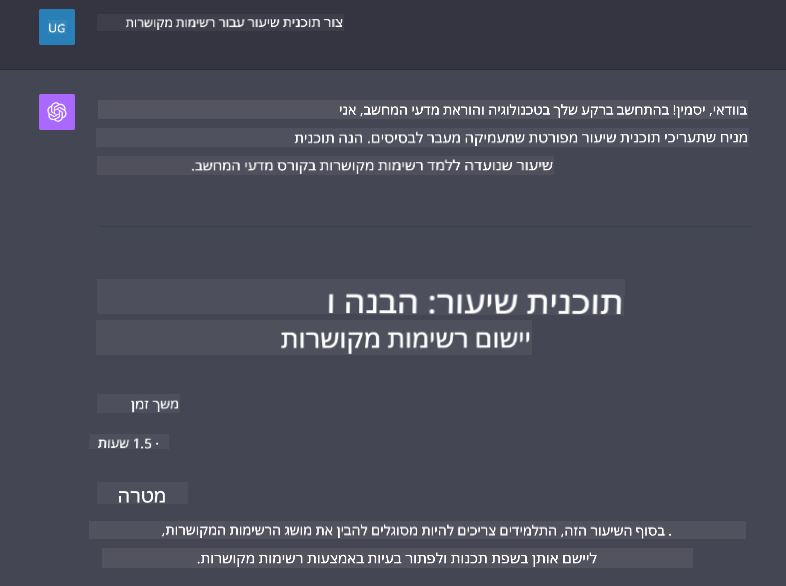 UG
צור תוכנית שיעור עבור רשימות מקושרות
בוודאי, יסמין! בהתחשב ברקע שלך בטכנולוגיה והוראת מדעי המחשב, אני
מניח שתעריכי תוכנית שיעור מפורטת שמעמיקה מעבר לבסיסים. הנה תוכנית
שיעור שנועדה ללמד רשימות מקושרות בקורס מדעי המחשב.
תוכנית שיעור: הבנה ו
יישום רשימות מקושרות
משך זמן
· 1.5 שעות
מטרה
. בסוף השיעור הזה, התלמידים צריכים להיות מסוגלים להבין את מושג הרשימות המקושרות,
ליישם אותן בשפת תכנות ולפתור בעיות באמצעות רשימות מקושרות.